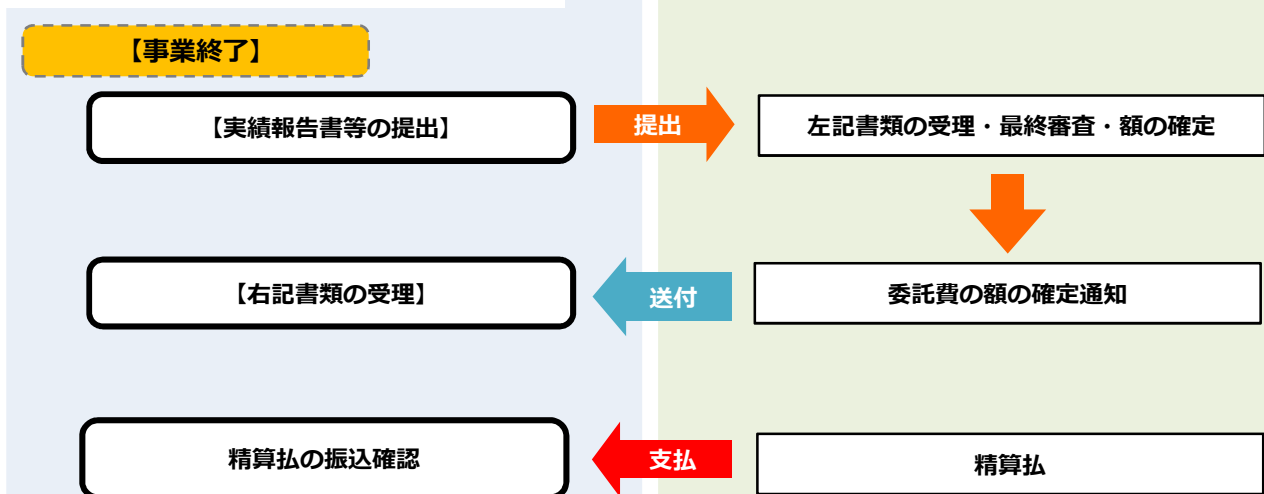 【事業終了】
【実績報告書等の提出】
提出
左記書類の受理・最終審査・額の確定
【右記書類の受理】
送付
委託費の額の確定通知
精算払の振込確認
支払
精算払